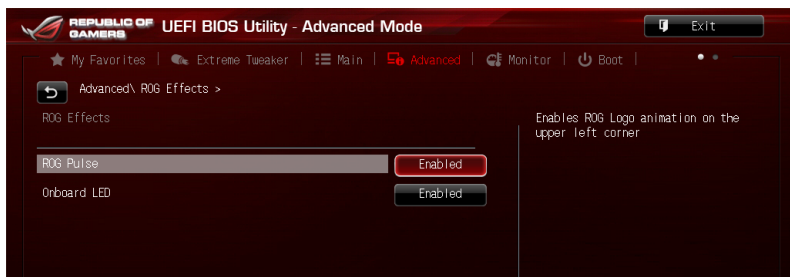 REPUBLIC OF GAMERS UEFI BIOS Utility - Advanced Mode Exit
My Favorites | Extreme Tweaker | Main | Advanced | Monitor | Boot |
Advanced\ ROG Effects >
ROG Effects
Enables ROG Logo animation on the
upper left corner
ROG Pulse Enabled
Onboard LED Enabled